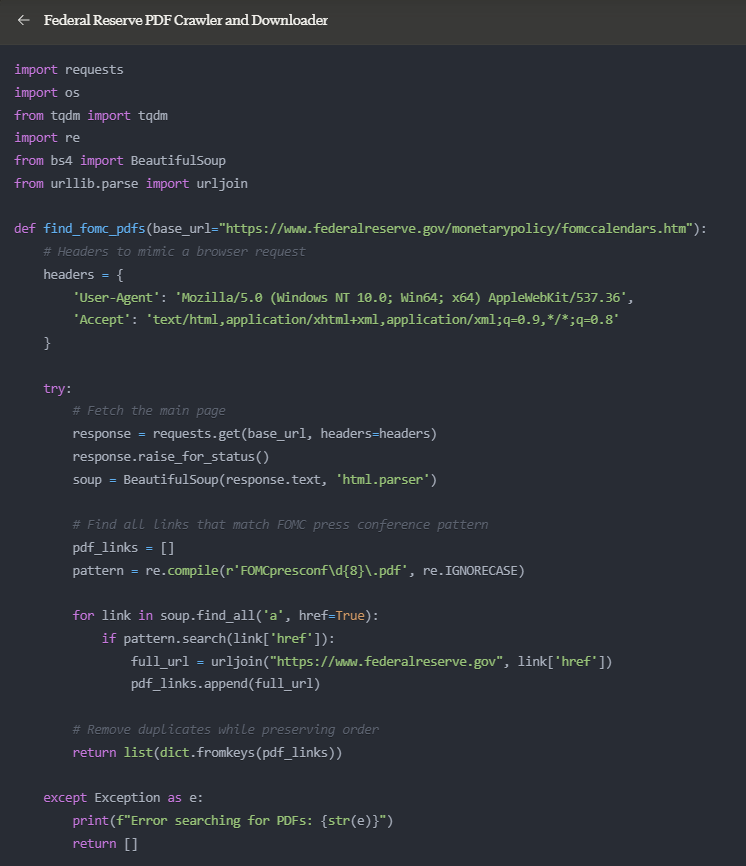 ← Federal Reserve PDF Crawler and Downloader
import requests
import os
from tqdm import tqdm
import re
from bs4 import BeautifulSoup
from urllib.parse import urljoin
def find_fomc_pdfs(base_url="https://www.federalreserve.gov/monetarypolicy/fomccalendars.htm"):
    # Headers to mimic a browser request
    headers = {
        'User-Agent': 'Mozilla/5.0 (Windows NT 10.0; Win64; x64) AppleWebKit/537.36',
        'Accept': 'text/html,application/xhtml+xml,application/xml;q=0.9,*/*;q=0.8'
    }
    try:
        # Fetch the main page
        response = requests.get(base_url, headers=headers)
        response.raise_for_status()
        soup = BeautifulSoup(response.text, 'html.parser')
        # Find all links that match FOMC press conference pattern
        pdf_links = []
        pattern = re.compile(r'FOMCpresconf\d{8}\.pdf', re.IGNORECASE)
        for link in soup.find_all('a', href=True):
            if pattern.search(link['href']):
                full_url = urljoin("https://www.federalreserve.gov", link['href'])
                pdf_links.append(full_url)
        # Remove duplicates while preserving order
        return list(dict.fromkeys(pdf_links))
    except Exception as e:
        print(f"Error searching for PDFs: {str(e)}")
        return []